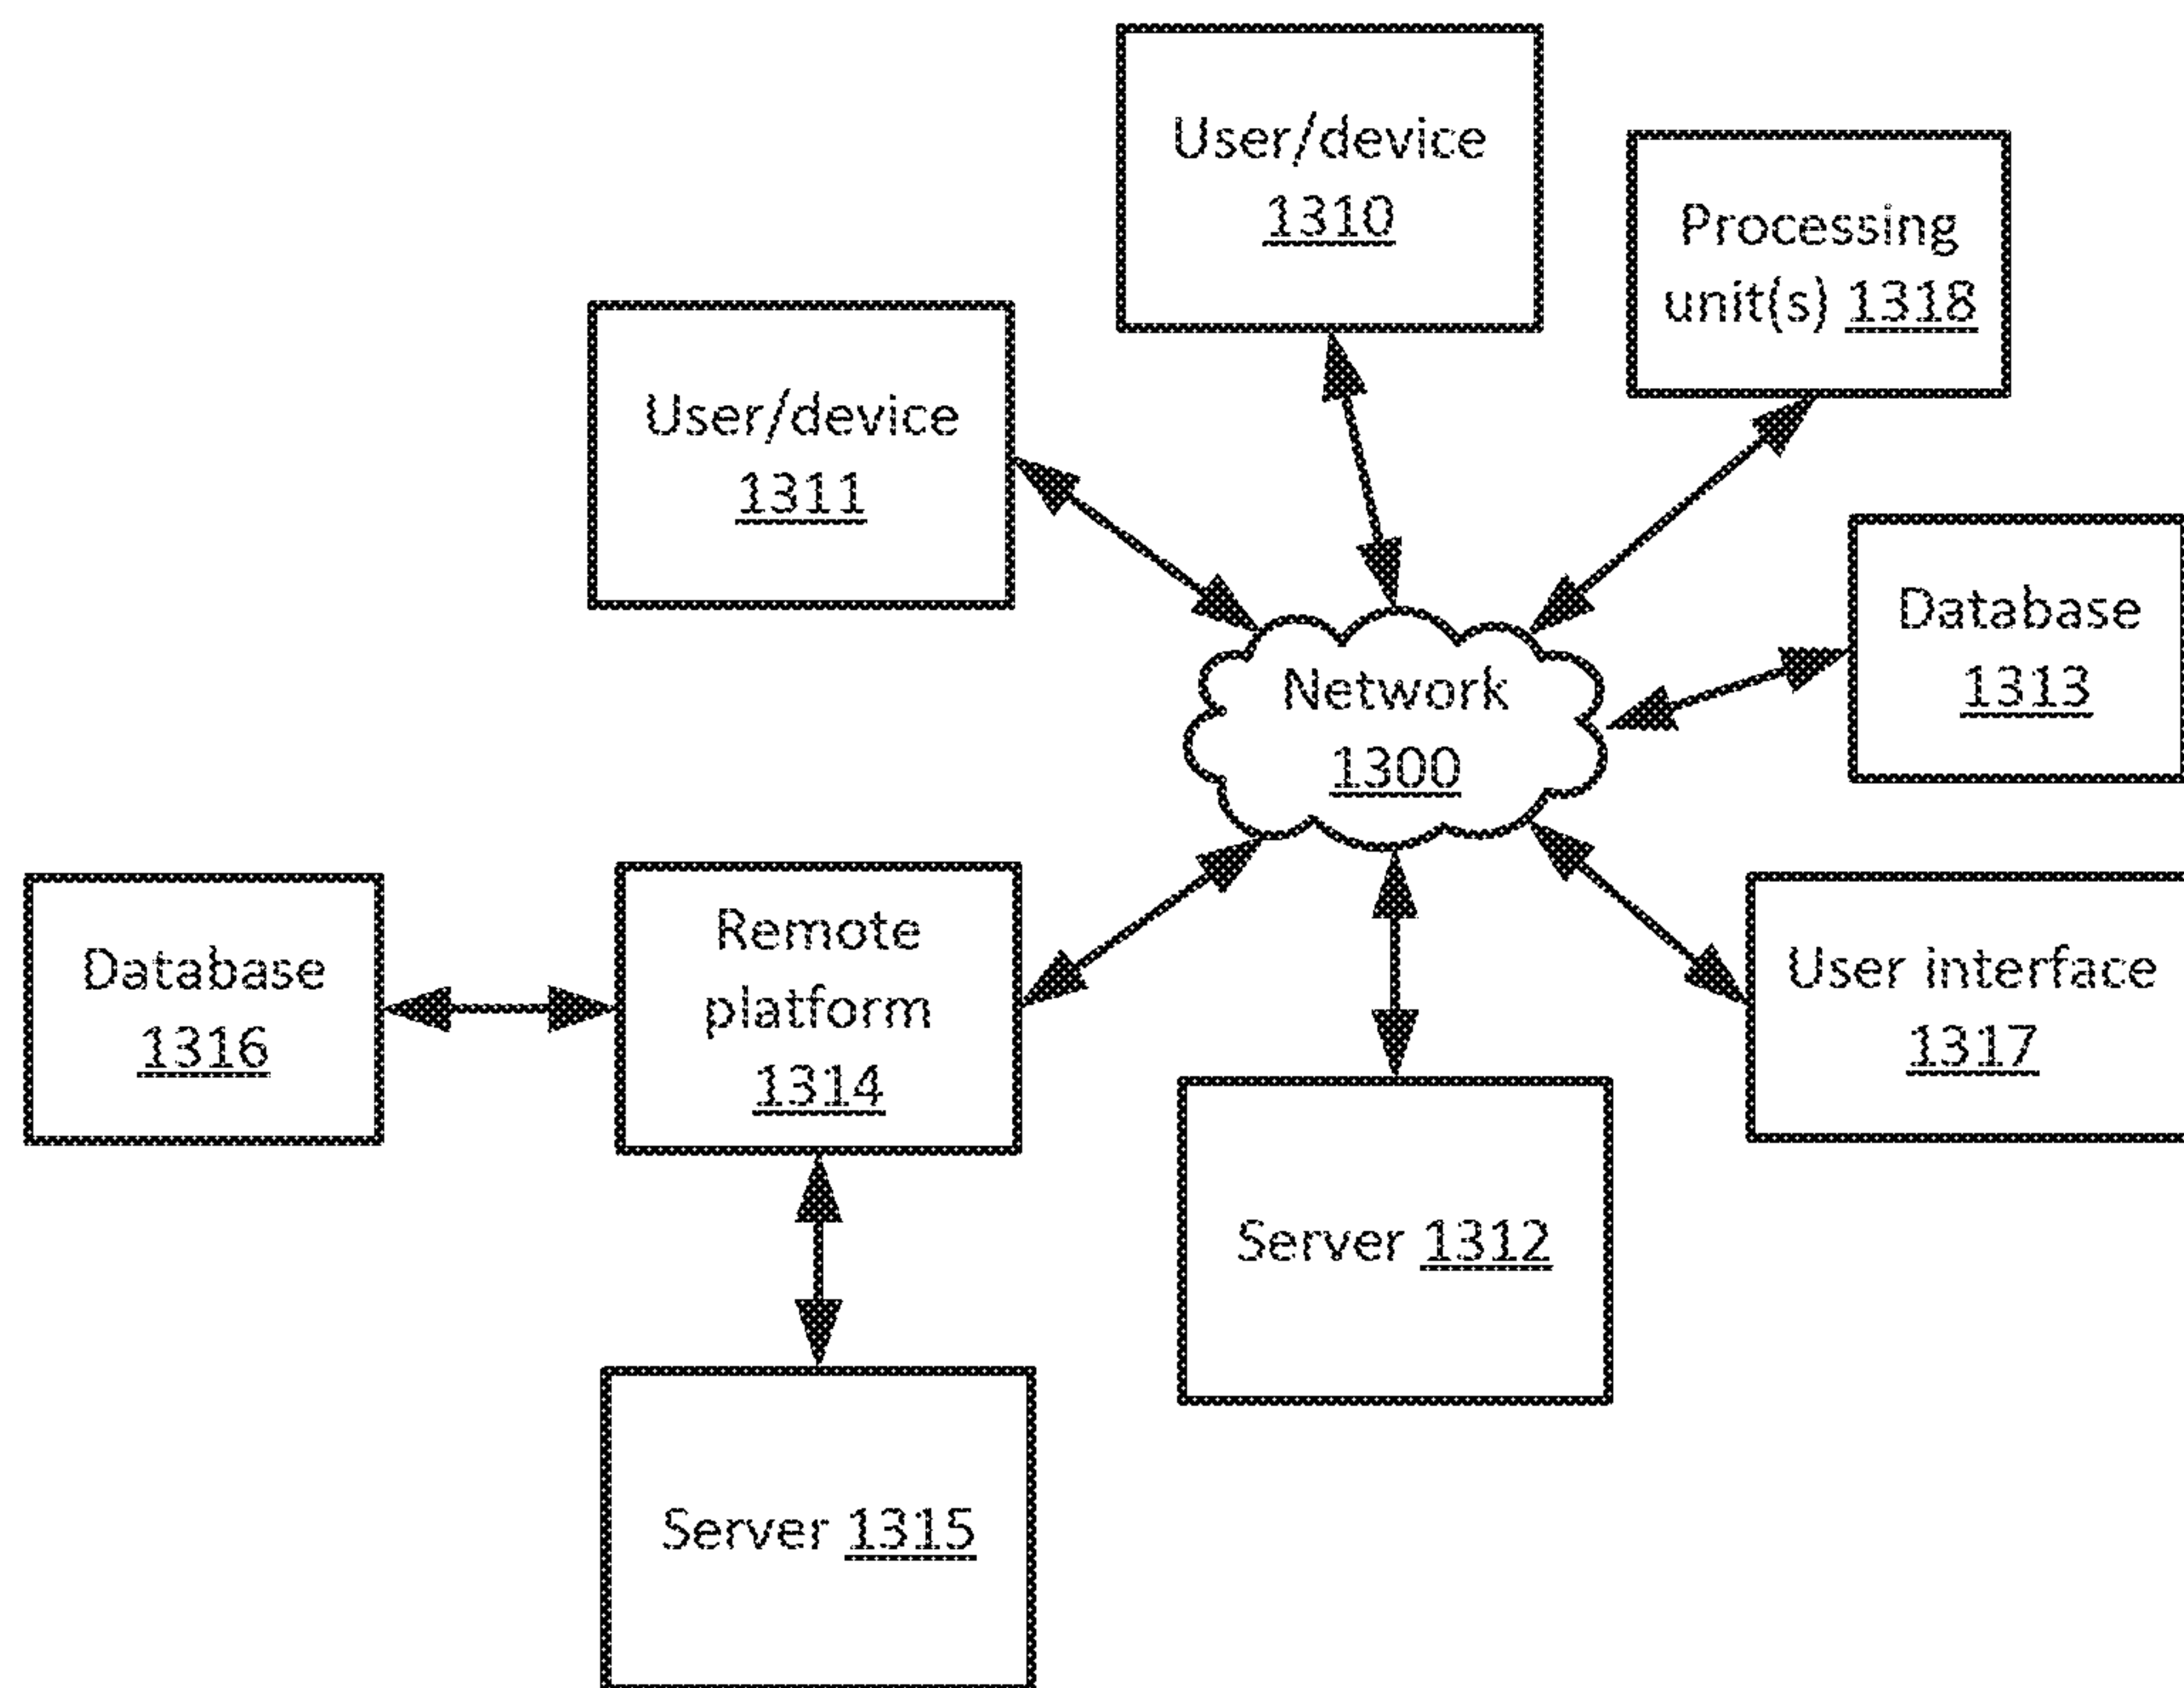 User/device
1310
Processing
unit(s) 1318
User/device
1311
Database
1313
Network
1300
Remote
platform
1314
Database
1316
User interface
1317
Server 1312
Server 1315